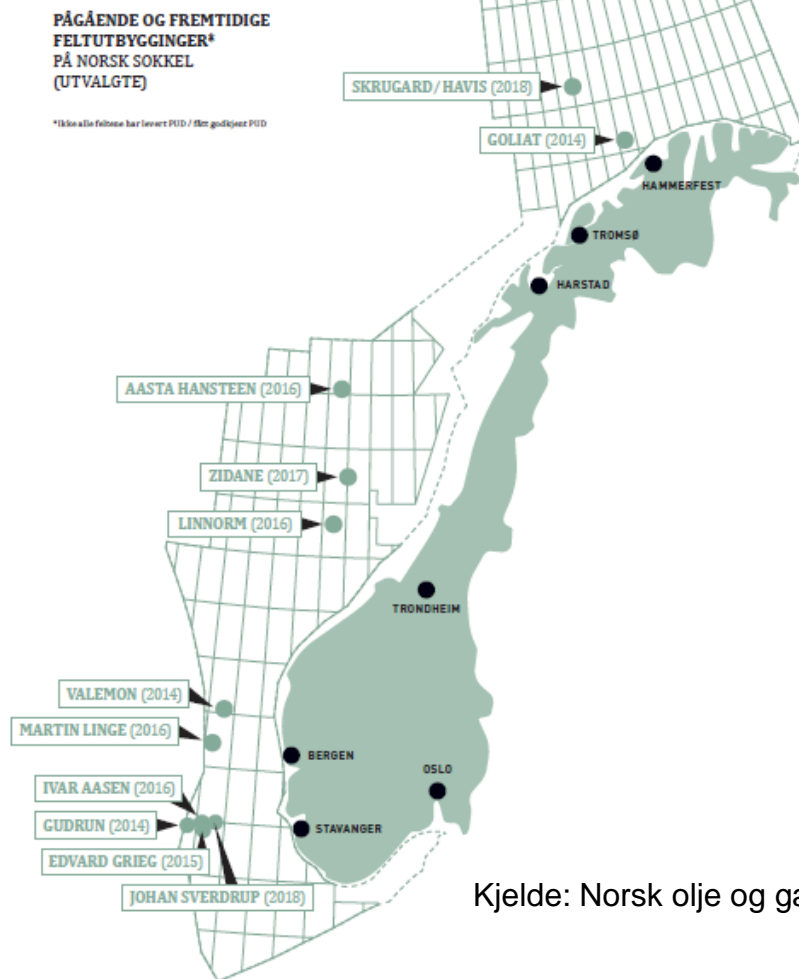 PÅGÅENDE OG FREMTIDIGE
FELTUTBYGGINGER*
PÅ NORSK SOKKEL
(UTVALGTE)
*Ikke alle feltene har levert PUD / fått godkjent PUD
SKRUGARD/HAVIS (2018)
GOLIAT (2014)
HAMMERFEST
TROMSØ
HARSTAD
AASTA HANSTEEN (2016)
ZIDANE (2017)
LINNORM (2016)
TRONDHEIM
VALEMON (2014)
MARTIN LINGE (2016)
BERGEN
OSLO
IVAR AASEN (2016)
GUDRUN (2014)
STAVANGER
EDVARD GRIEG (2015)
JOHAN SVERDRUP (2018)
Kjelde: Norsk olje og ga